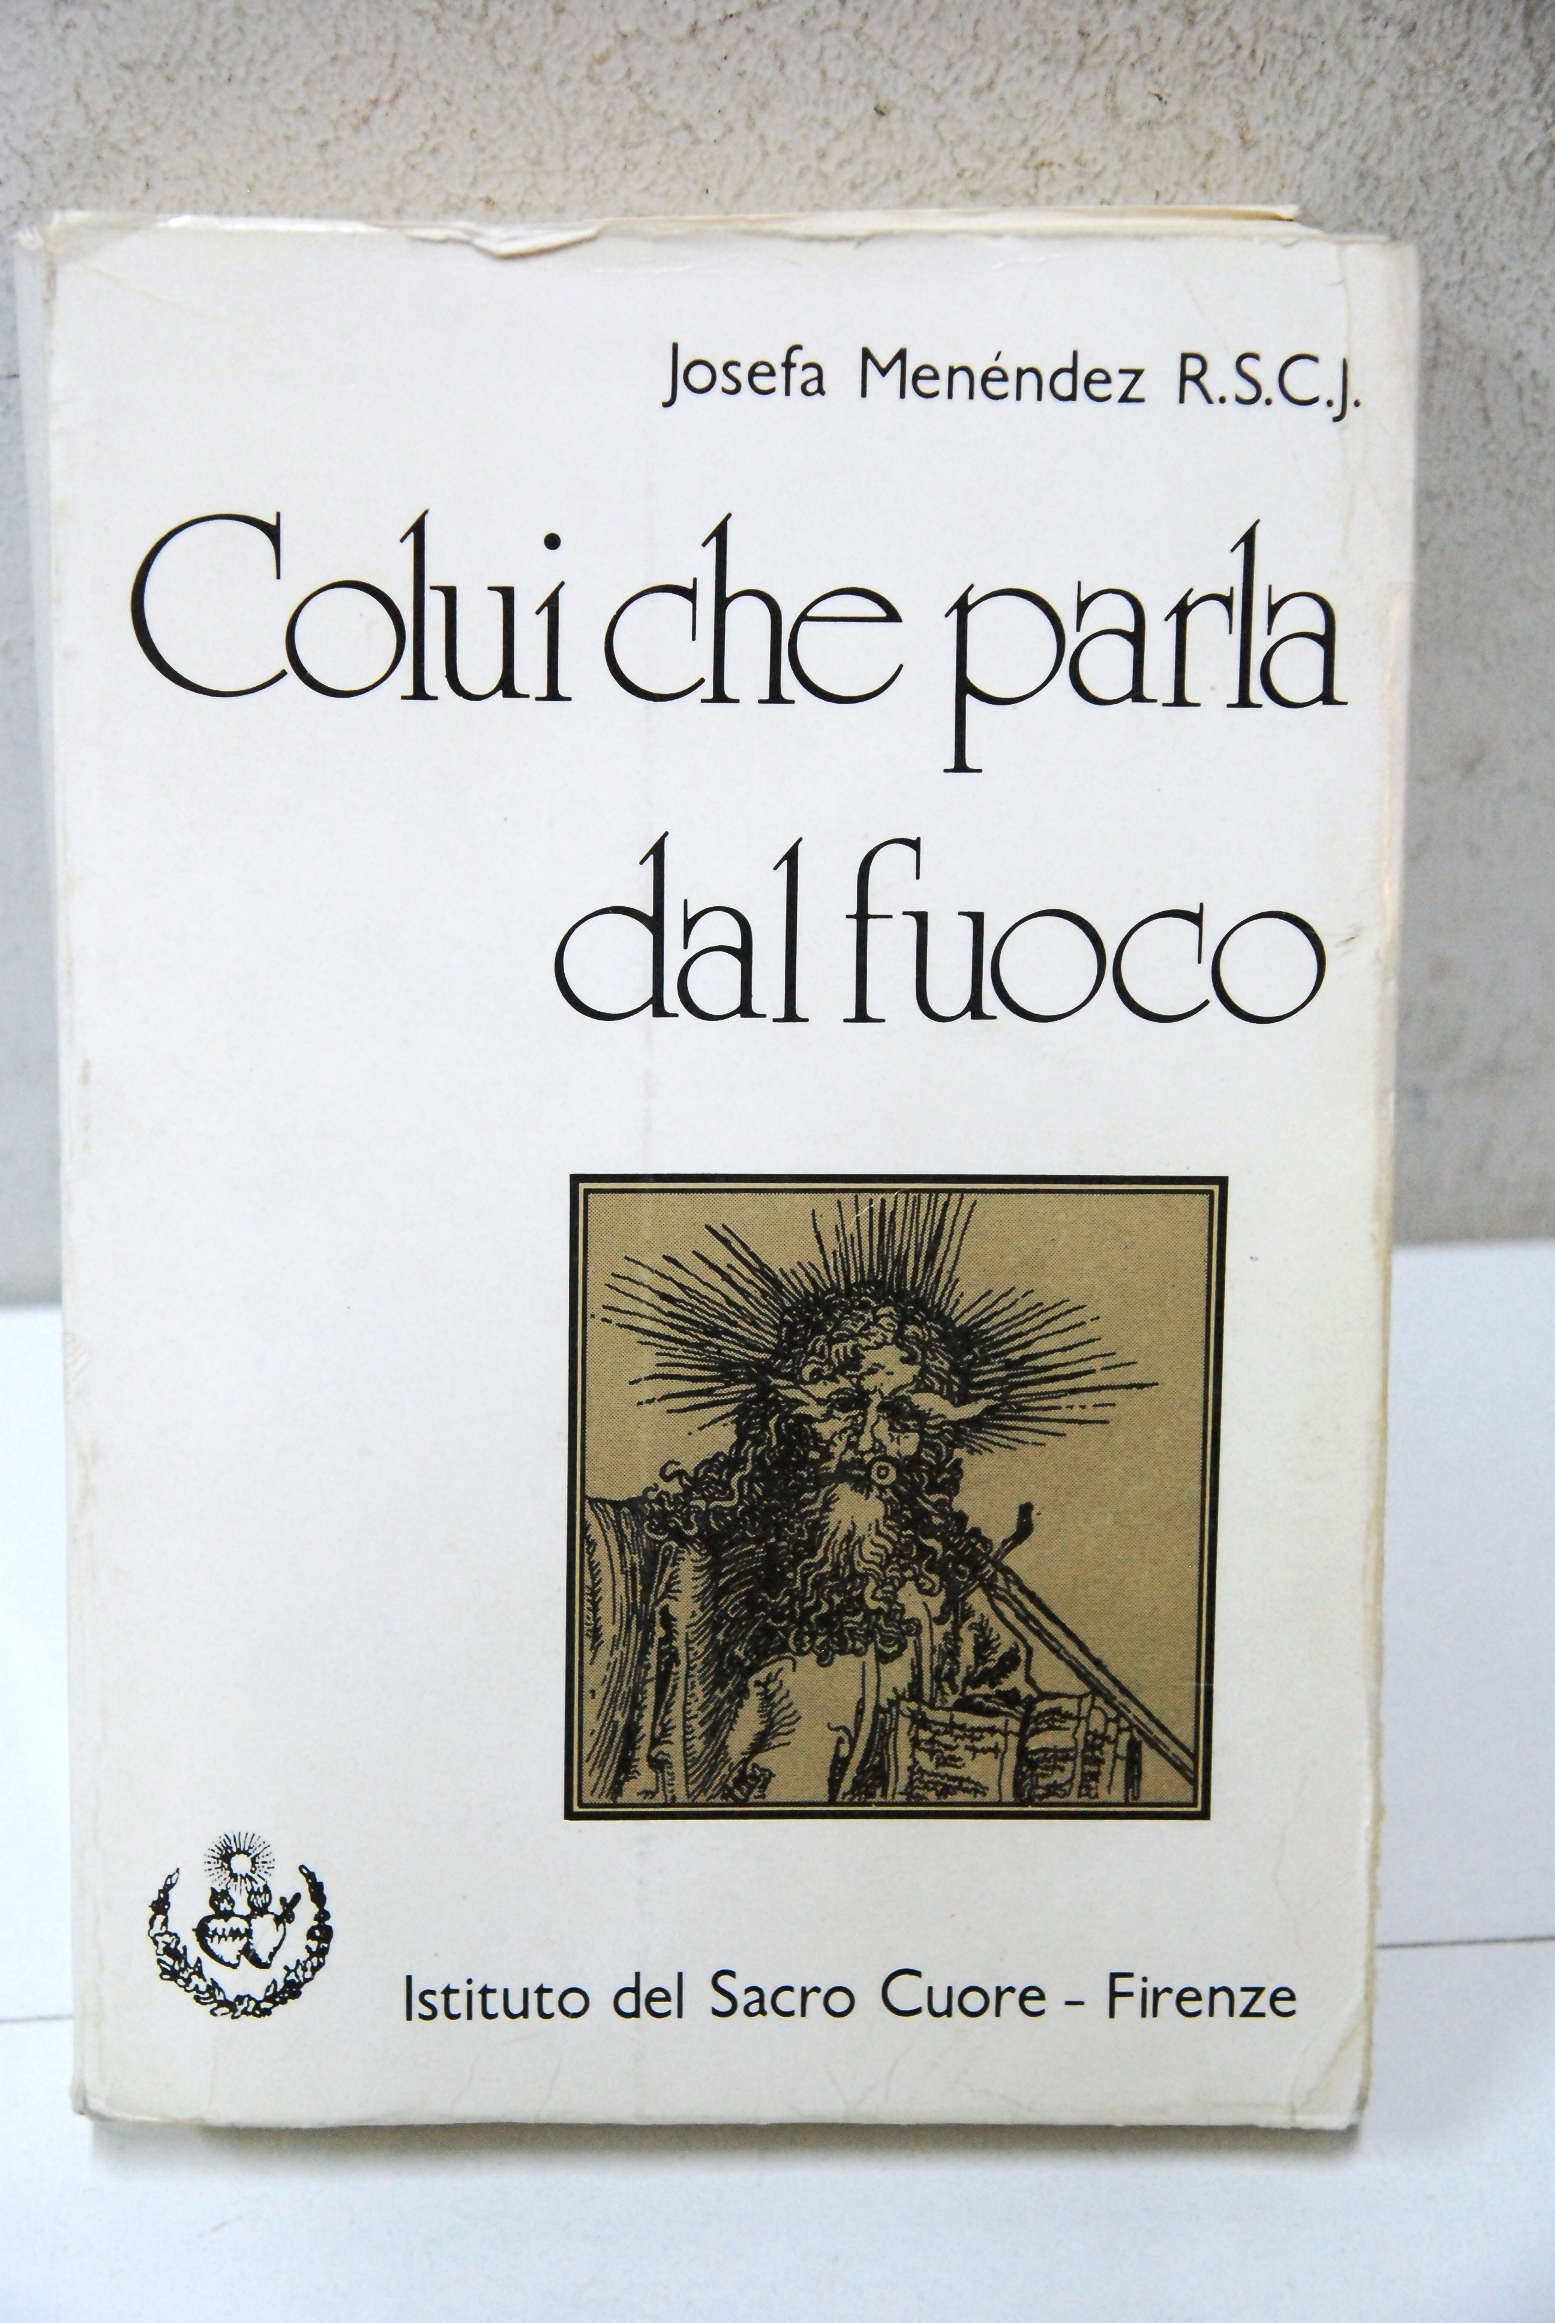 Josefa Menéndez R.S.C.J.
Colui che parla
dal fuoco
Istituto del Sacro Cuore - Firenze